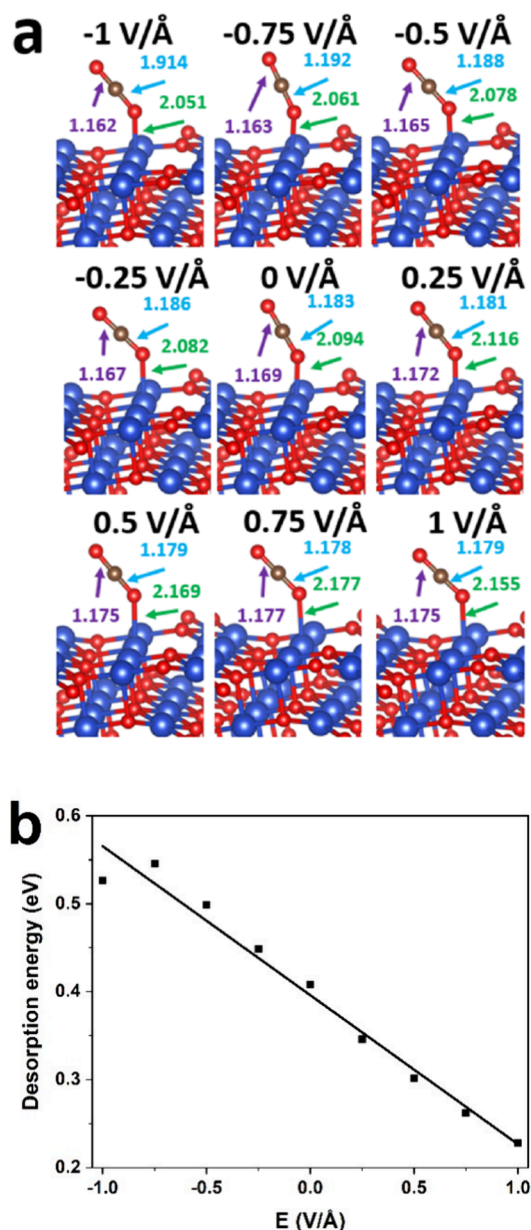 a
-1 V/Å -0.75 V/Å -0.5 V/Å
1.914 1.192 1.188
2.051 2.061 2.078
1.162 1.163 1.165
-0.25 V/Å 0 V/Å 0.25 V/Å
1.186 1.183 1.181
2.082 2.094 2.116
1.167 1.169 1.172
0.5 V/Å 0.75 V/Å 1 V/Å
1.179 1.178 1.179
2.169 2.177 2.155
1.175 1.177 1.175
b
0.6
0.5
0.4
0.3
0.2
Desorption energy (eV)
-1.0 -0.5 0.0 0.5 1.0
E (V/Å)